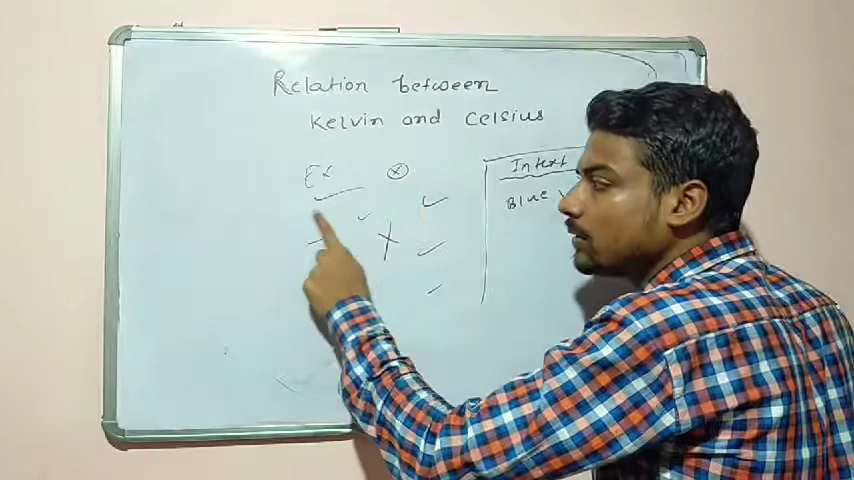 Relation between
Kelvin and Celsius
Ex
Intext
Blue